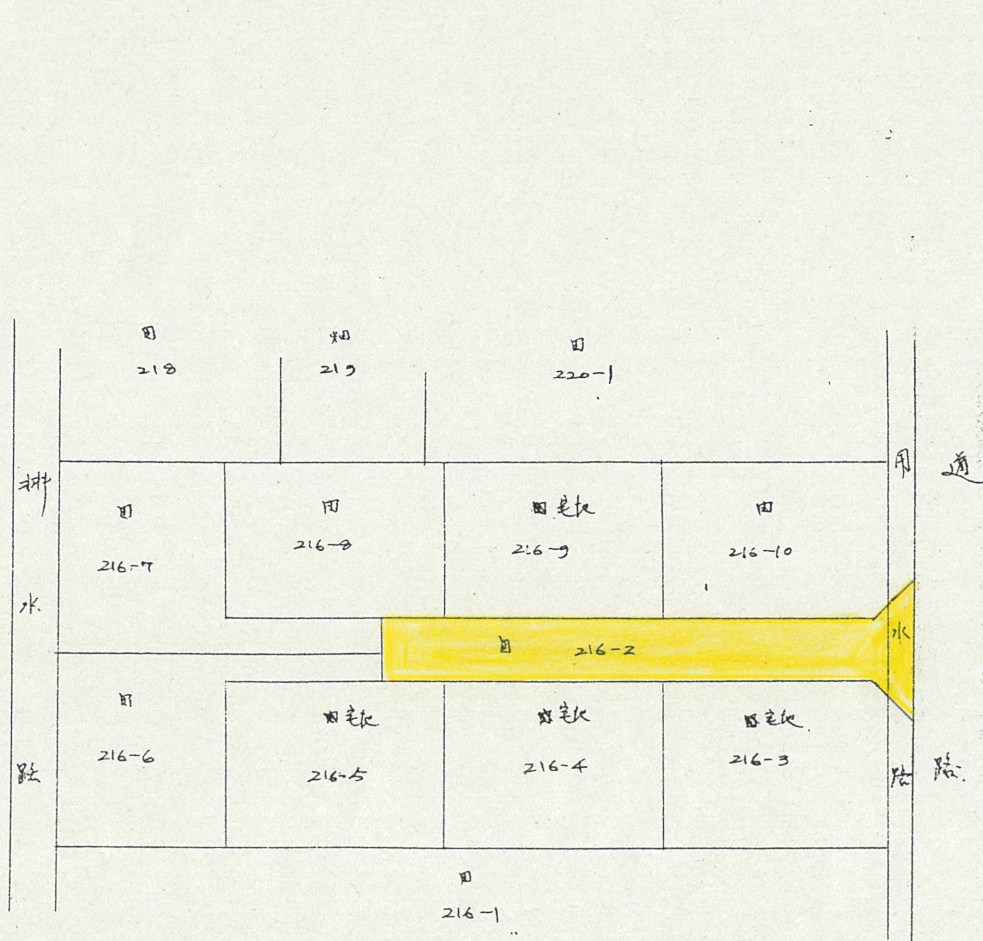 田
218
畑
219
田
220-1
排水路
用水路
道路
田
216-7
田
216-8
田 宅地
216-9
田
216-10
田
216-2
田
216-6
田 宅地
216-5
田 宅地
216-4
田 宅地
216-3
田
216-1